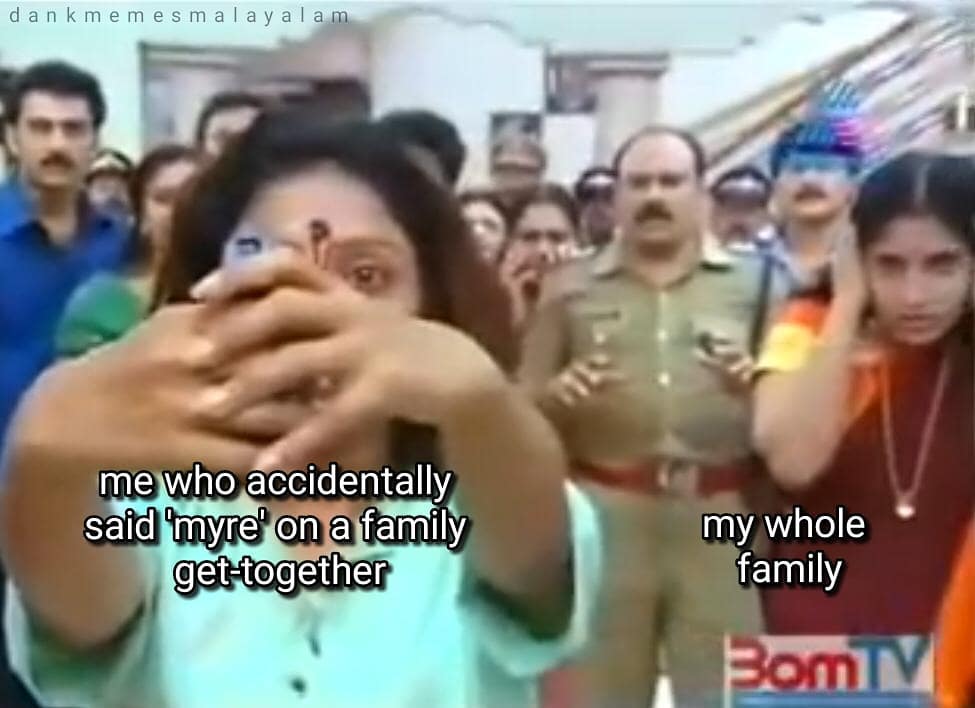 dankmemesmalayalam
me who accidentally
said 'myre' on a family
get-together
my whole
family
BomTV